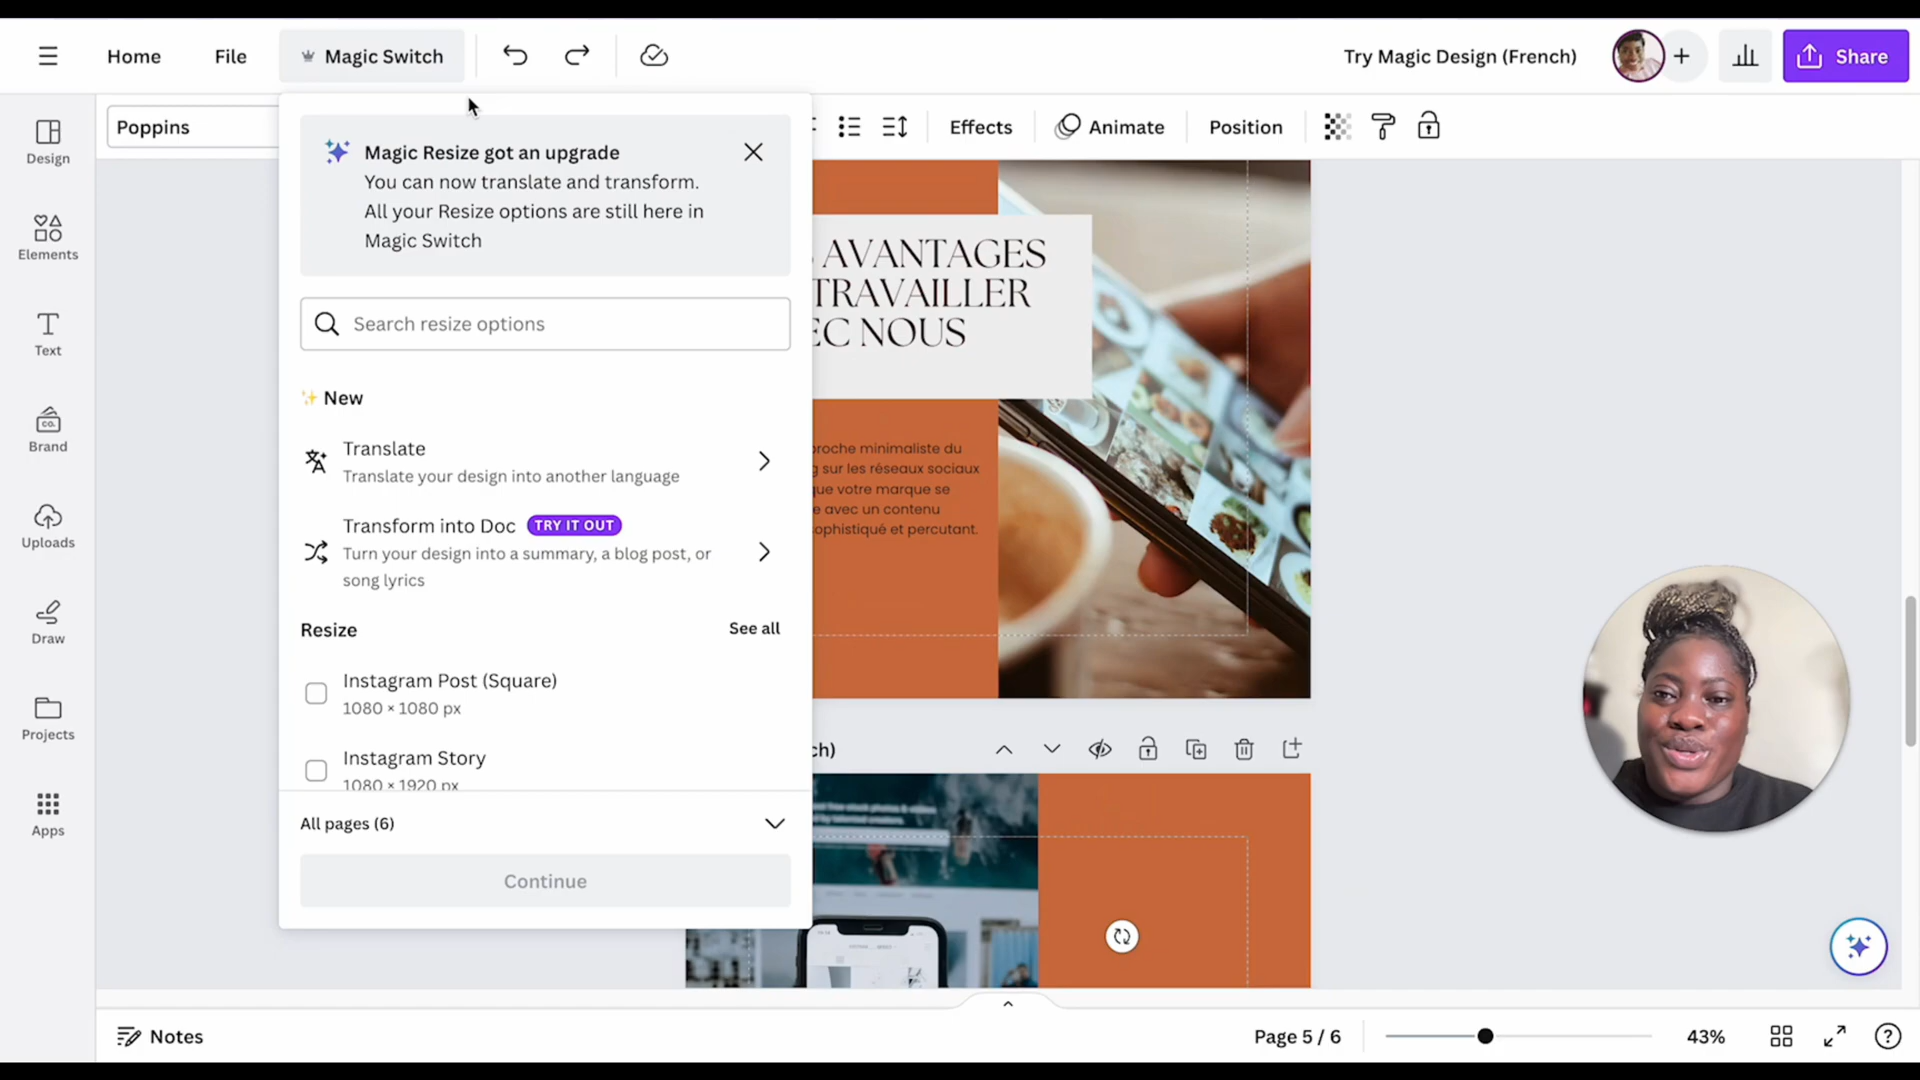 Home
File
Magic Switch
Try Magic Design (French)
Share
Poppins
Effects
Animate
Position
Design
Elements
Text
Brand
CO.
Uploads
Draw
Projects
Apps
Magic Resize got an upgrade
You can now translate and transform.
All your Resize options are still here in
Magic Switch
Search resize options
New
Translate
Translate your design into another language
Transform into Doc TRY IT OUT
Turn your design into a summary, a blog post, or
song lyrics
Resize
See all
Instagram Post (Square)
1080 × 1080 px
Instagram Story
1080 × 1920 px
All pages (6)
Continue
AVANTAGES
TRAVAILLER
EC NOUS
roche minimaliste du
g sur les réseaux sociaux
que votre marque se
e avec un contenu
sophistiqué et percutant.
ch)
Notes
Page 5 / 6
43%